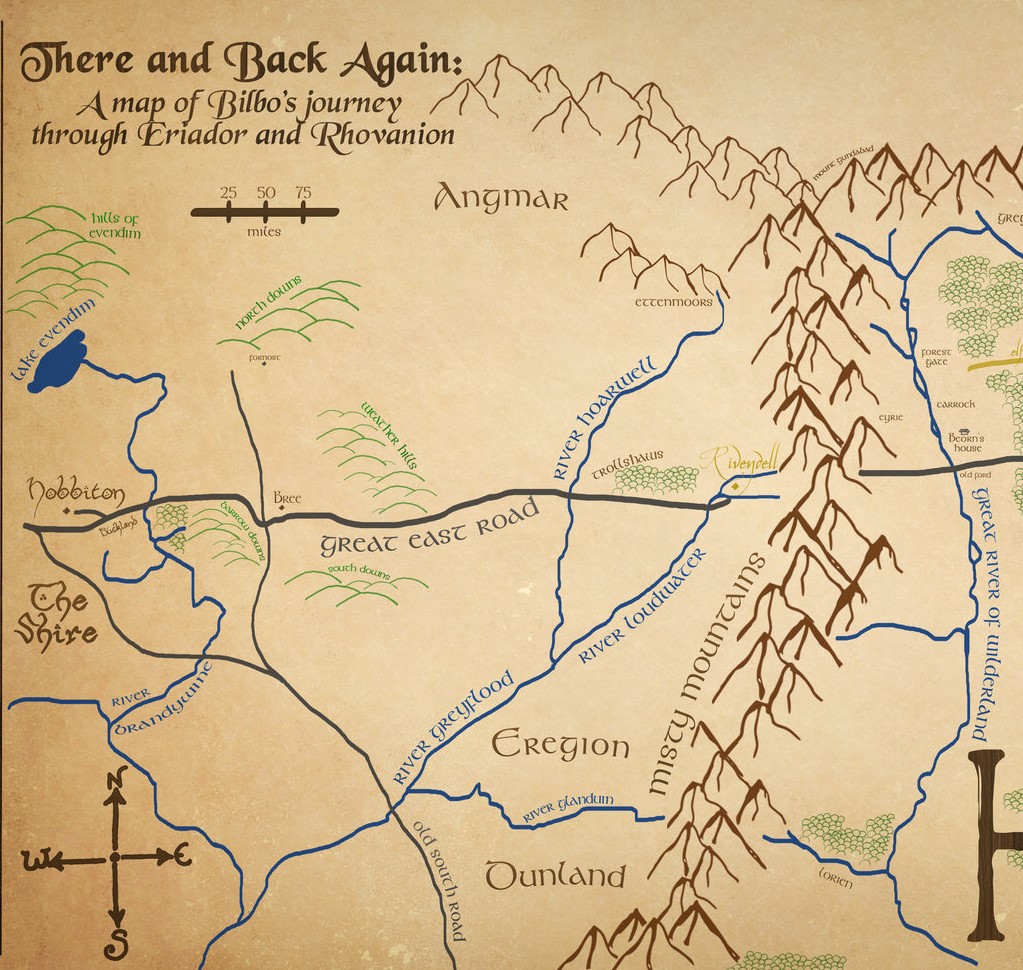 There and Back Again:
A map of Bilbo's journey
through Eriador and Rhovanion
25 50 75
miles
Angmar
mount gundabad
hills of
evendim
north downs
fornost
lake evendim
ettenmoors
river hoarwell
weather hills
forest
gate
carrock
eyrie
Beorn's
house
old ford
trollshaws
Rivendell
Hobbiton
Buckland
barrow downs
Bree
great east road
south downs
The
Shire
great river of wilderland
river loudwater
misty mountains
river
brandywine
river greyflood
Eregion
river glanduin
old south road
Dunland
lorien
N
W E
S